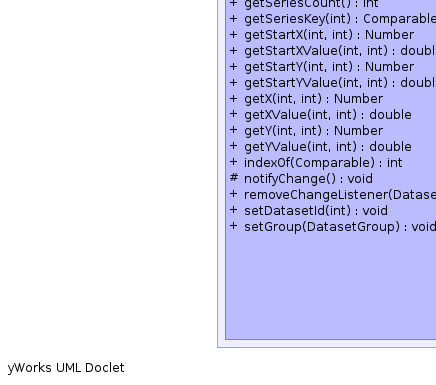 + getSeriesCount() : int
+ getSeriesKey(int) : Comparable
+ getStartX(int, int) : Number
+ getStartXValue(int, int) : doubl
+ getStartY(int, int) : Number
+ getStartYValue(int, int) : doubl
+ getX(int, int) : Number
+ getXValue(int, int) : double
+ getY(int, int) : Number
+ getYValue(int, int) : double
+ indexOf(Comparable) : int
# notifyChange() : void
+ removeChangeListener(Datase
+ setDatasetId(int) : void
+ setGroup(DatasetGroup) : void
yWorks UML Doclet